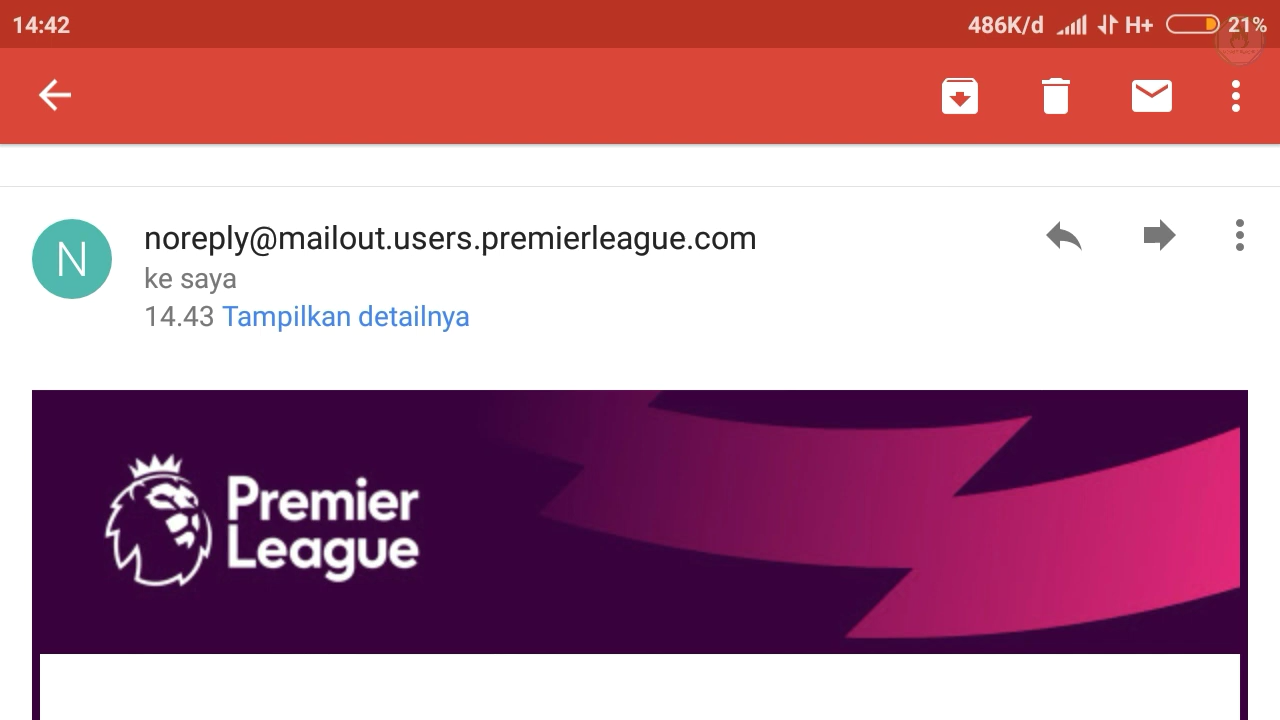 14:42 486K/d H+ 21%
N
noreply@mailout.users.premierleague.com
ke saya
14.43 Tampilkan detailnya
Premier
League